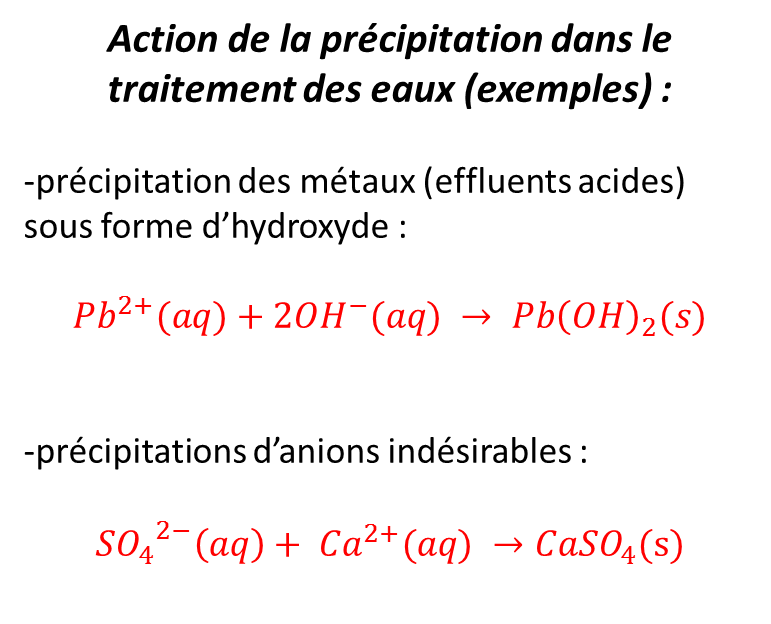 Action de la précipitation dans le
traitement des eaux (exemples) :
-précipitation des métaux (effluents acides)
sous forme d’hydroxyde :
Pb²⁺(aq) + 2OH⁻(aq) → Pb(OH)₂(s)
-précipitations d’anions indésirables :
SO₄²⁻(aq) + Ca²⁺(aq) → CaSO₄(s)